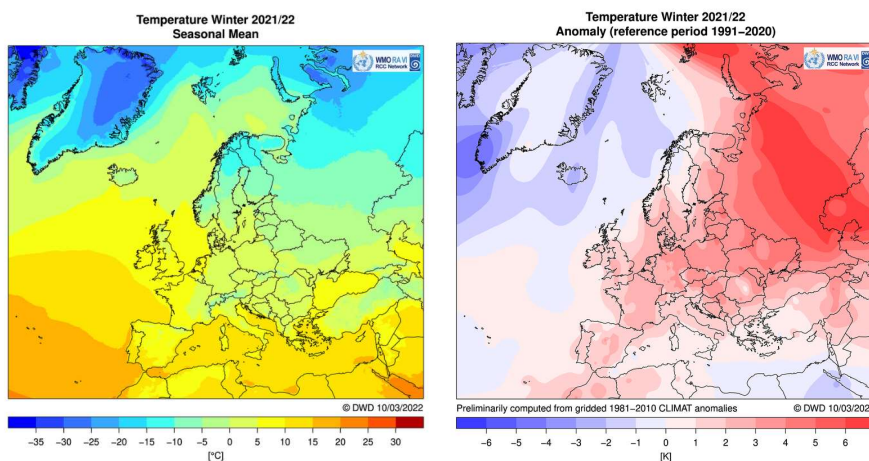 Temperature Winter 2021/22
Seasonal Mean
WMO RA VI
RCC Network
© DWD 10/03/2022
−35 −30 −25 −20 −15 −10 −5 0 5 10 15 20 25 30
[°C]
Temperature Winter 2021/22
Anomaly (reference period 1991−2020)
WMO RA VI
RCC Network
Preliminarily computed from gridded 1981−2010 CLIMAT anomalies
© DWD 10/03/202
−6 −5 −4 −3 −2 −1 0 1 2 3 4 5 6
[K]